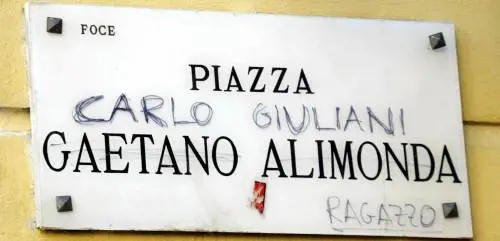 FOCE
PIAZZA
CARLO GIULIANI
GAETANO ALIMONDA
RAGAZZO